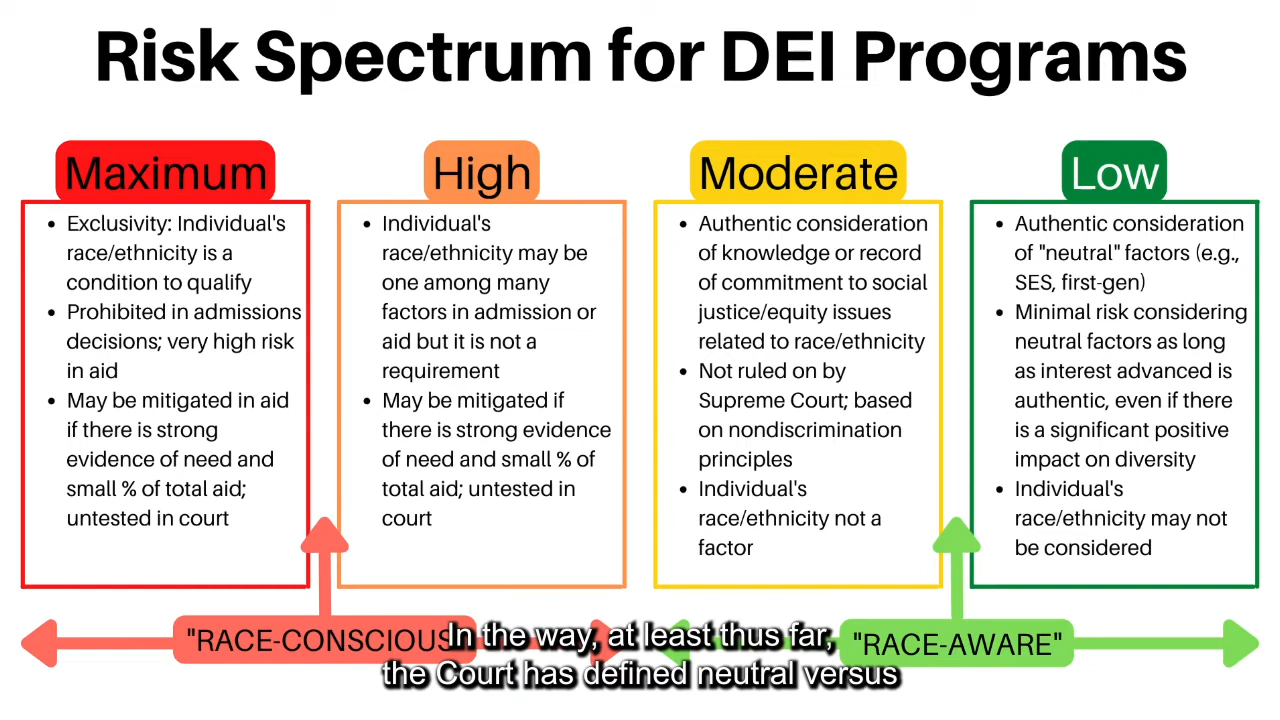 Risk Spectrum for DEI Programs
Maximum
• Exclusivity: Individual's
race/ethnicity is a
condition to qualify
• Prohibited in admissions
decisions; very high risk
in aid
• May be mitigated in aid
if there is strong
evidence of need and
small % of total aid;
untested in court
High
• Individual's
race/ethnicity may be
one among many
factors in admission or
aid but it is not a
requirement
• May be mitigated if
there is strong evidence
of need and small % of
total aid; untested in
court
Moderate
• Authentic consideration
of knowledge or record
of commitment to social
justice/equity issues
related to race/ethnicity
• Not ruled on by
Supreme Court; based
on nondiscrimination
principles
• Individual's
race/ethnicity not a
factor
Low
• Authentic consideration
of "neutral" factors (e.g.,
SES, first-gen)
• Minimal risk considering
neutral factors as long
as interest advanced is
authentic, even if there
is a significant positive
impact on diversity
• Individual's
race/ethnicity may not
be considered
"RACE-CONSCIOUS
"RACE-AWARE"
In the way, at least thus far,
the Court has defined neutral versus